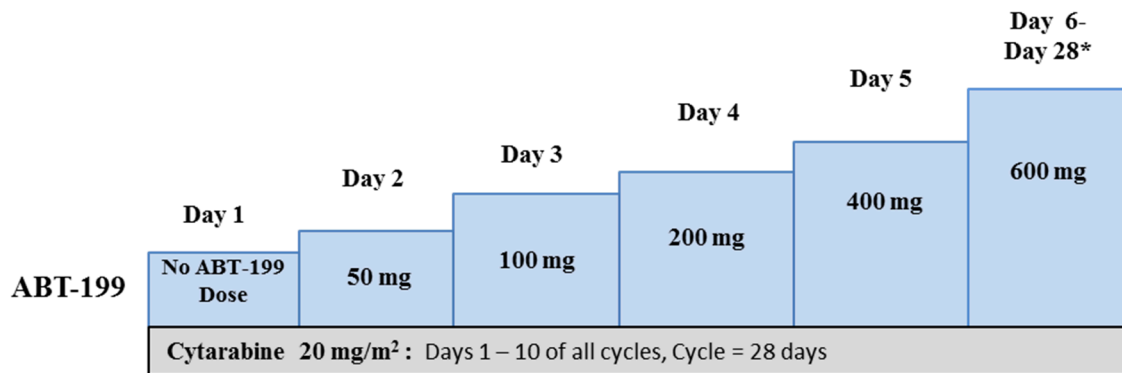 Day 1
Day 2
Day 3
Day 4
Day 5
Day 6-
Day 28*
ABT-199
No ABT-199
Dose
50 mg
100 mg
200 mg
400 mg
600 mg
Cytarabine 20 mg/m² : Days 1 – 10 of all cycles, Cycle = 28 days